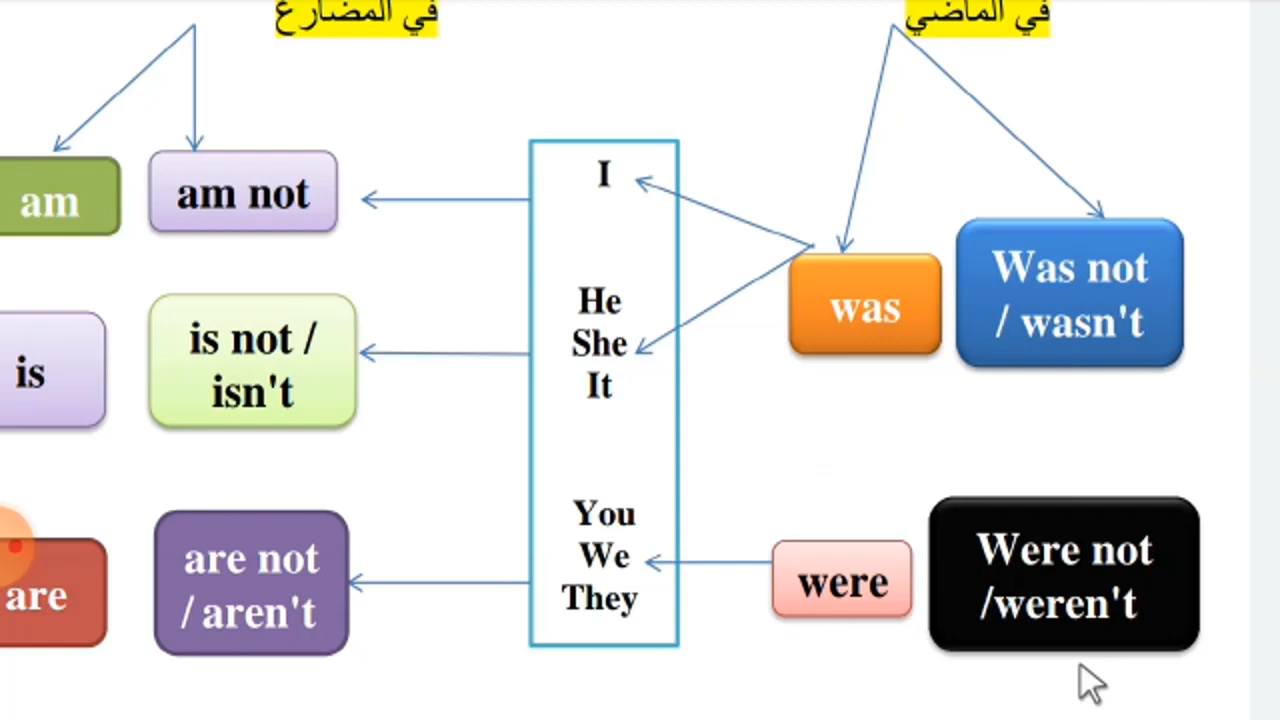 في المضارع
في الماضي
am
am not
I
was
Was not
/ wasn't
is
is not /
isn't
He
She
It
are
are not
/ aren't
You
We
They
were
Were not
/weren't